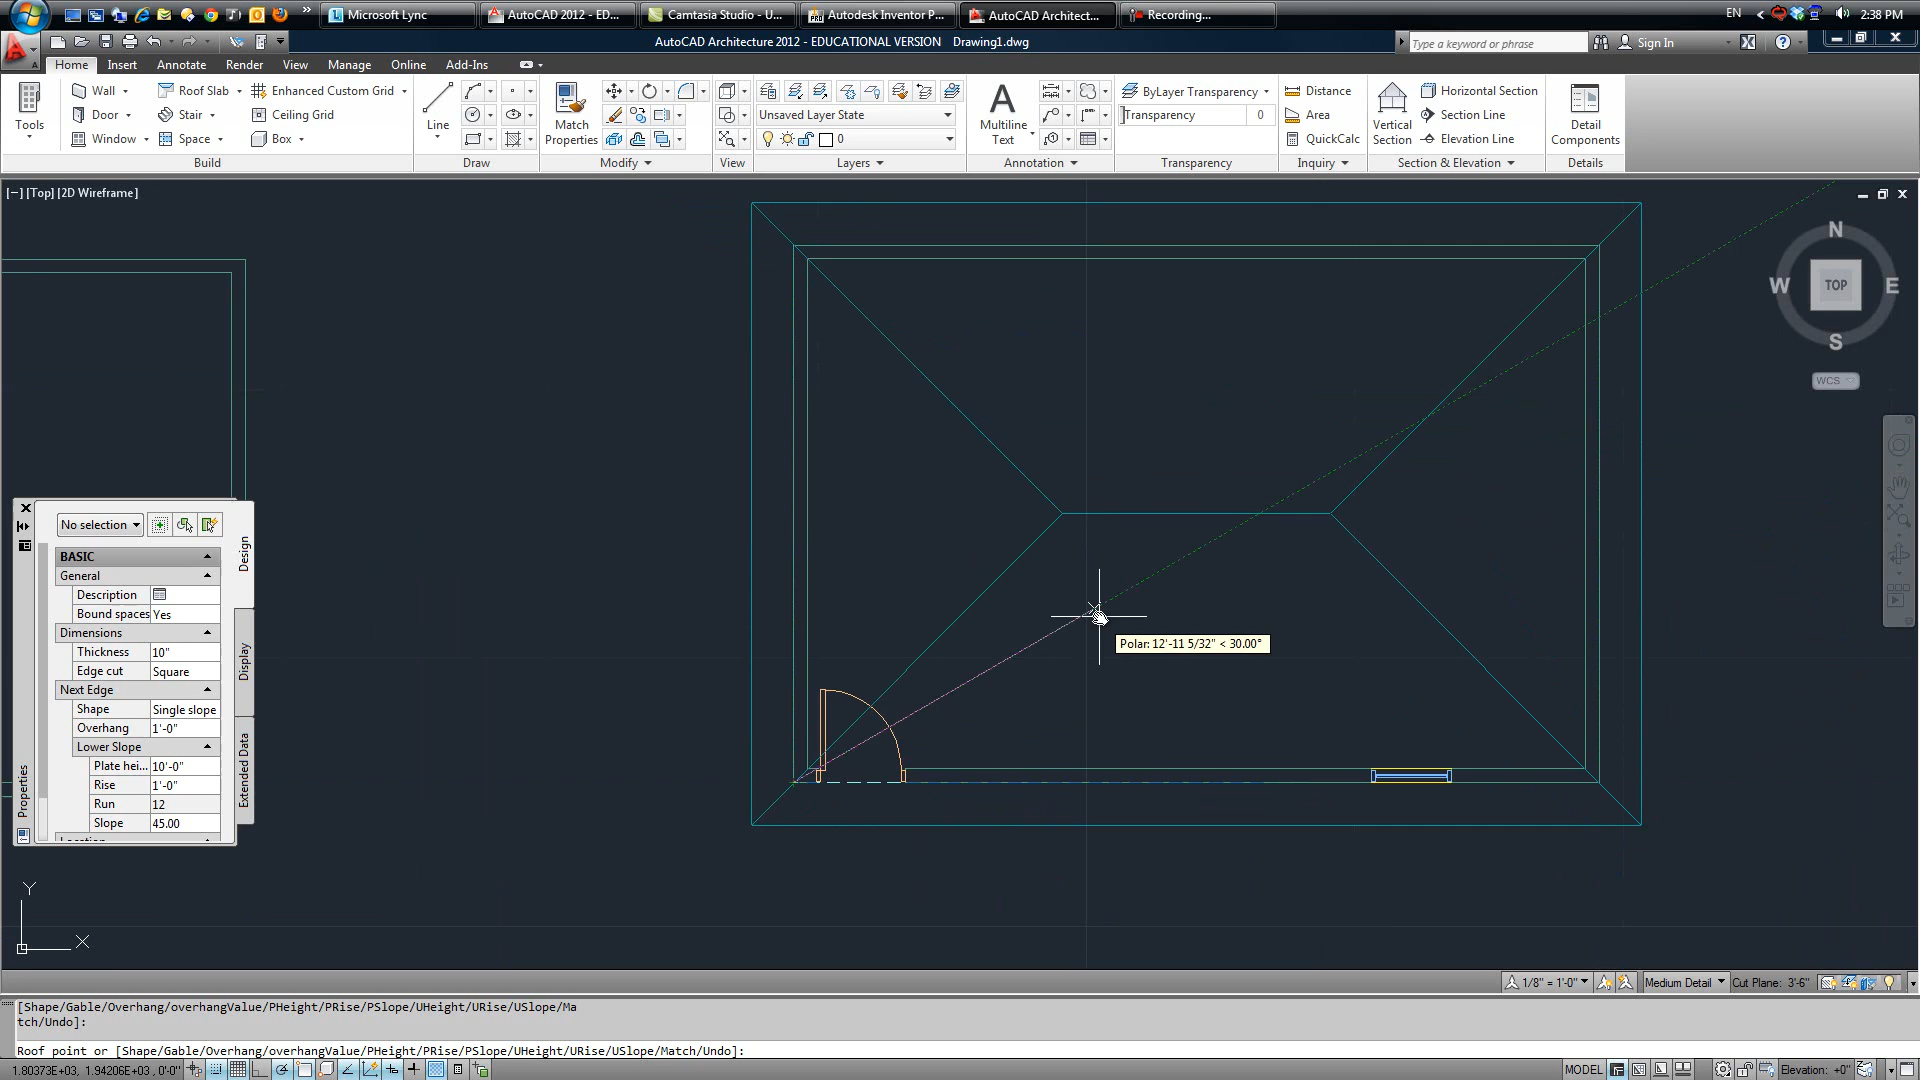 Microsoft Lync
AutoCAD 2012 - ED...
Camtasia Studio - U...
Autodesk Inventor P...
AutoCAD Architect...
Recording...
EN
2:38 PM
AutoCAD Architecture 2012 - EDUCATIONAL VERSION Drawing1.dwg
Type a keyword or phrase
Sign In
Home Insert Annotate Render View Manage Online Add-Ins
Tools
Wall
Door
Window
Roof Slab
Stair
Space
Enhanced Custom Grid
Ceiling Grid
Box
Build
Line
Draw
Match
Properties
Modify
View
Unsaved Layer State
0
Layers
A
Multiline
Text
Annotation
ByLayer Transparency
Transparency 0
Transparency
Distance
Area
QuickCalc
Inquiry
Vertical
Section
Horizontal Section
Section Line
Elevation Line
Section & Elevation
Detail
Components
Details
[−] [Top] [2D Wireframe]
N
W TOP E
S
WCS
Polar: 12'-11 5/32" < 30.00°
No selection
BASIC
General
Description
Bound spaces Yes
Dimensions
Thickness 10"
Edge cut Square
Next Edge
Shape Single slope
Overhang 1'-0"
Lower Slope
Plate hei... 10'-0"
Rise 1'-0"
Run 12
Slope 45.00
Design
Display
Extended Data
Properties
Y
X
1/8" = 1'-0"
Medium Detail
Cut Plane: 3'-6"
[Shape/Gable/Overhang/overhangValue/PHeight/PRise/PSlope/UHeight/URise/USlope/Ma
tch/Undo]:
Roof point or [Shape/Gable/Overhang/overhangValue/PHeight/PRise/PSlope/UHeight/URise/USlope/Match/Undo]:
1.80373E+03, 1.94206E+03 , 0'-0"
MODEL
Elevation: +0"